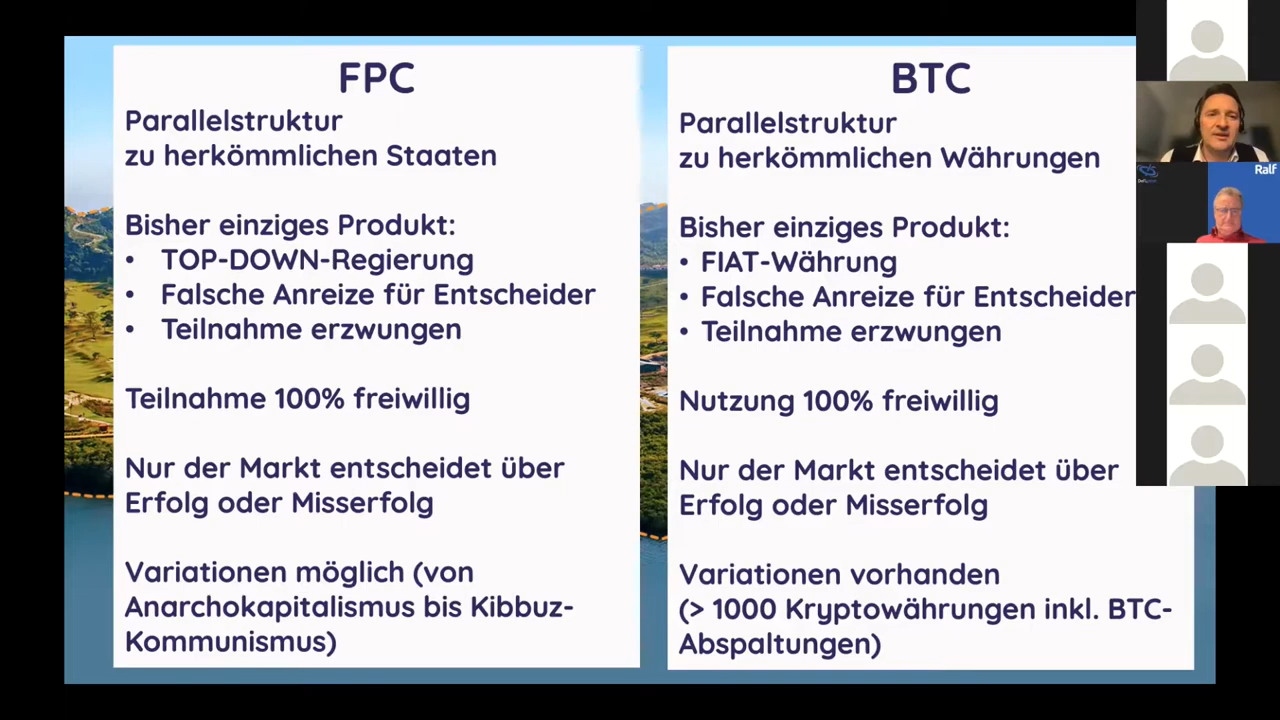 FPC
Parallelstruktur
zu herkömmlichen Staaten
Bisher einziges Produkt:
• TOP-DOWN-Regierung
• Falsche Anreize für Entscheider
• Teilnahme erzwungen
Teilnahme 100% freiwillig
Nur der Markt entscheidet über
Erfolg oder Misserfolg
Variationen möglich (von
Anarchokapitalismus bis Kibbuz-
Kommunismus)
BTC
Parallelstruktur
zu herkömmlichen Währungen
Bisher einziges Produkt:
• FIAT-Währung
• Falsche Anreize für Entscheider
• Teilnahme erzwungen
Nutzung 100% freiwillig
Nur der Markt entscheidet über
Erfolg oder Misserfolg
Variationen vorhanden
(> 1000 Kryptowährungen inkl. BTC-
Abspaltungen)
Ralf